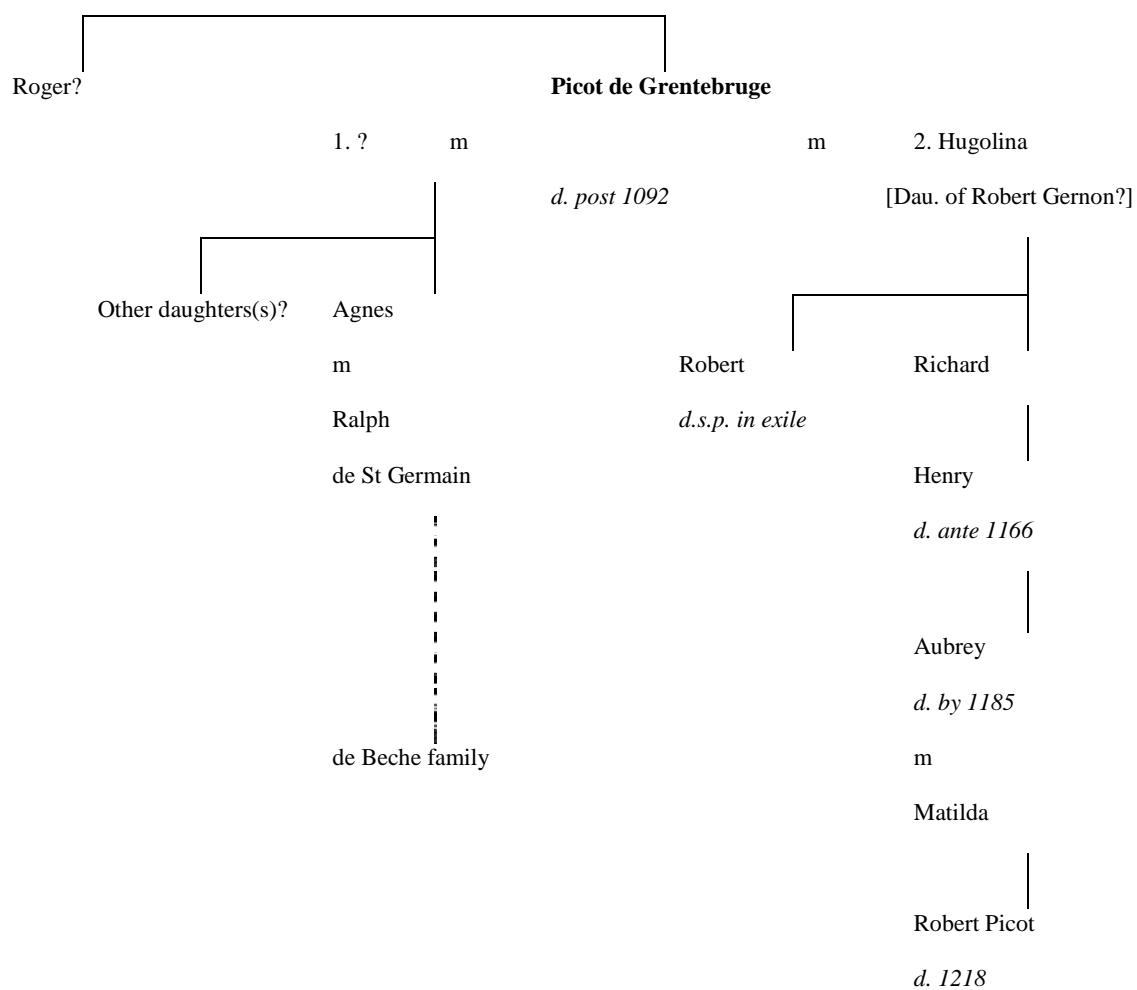 Roger? Picot de Grentebruge
1. ? m m 2. Hugolina
d. post 1092 [Dau. of Robert Gernon?]
Other daughters(s)? Agnes
m Robert Richard
Ralph d.s.p. in exile
de St Germain Henry
d. ante 1166
Aubrey
d. by 1185
de Beche family m
Matilda
Robert Picot
d. 1218